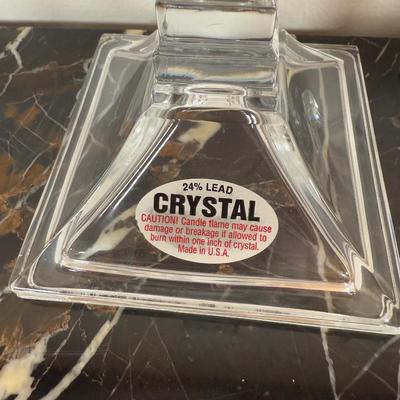 24% LEAD
CRYSTAL
CAUTION! Candle flame may cause
damage or breakage if allowed to
burn within one inch of crystal.
Made in U.S.A.